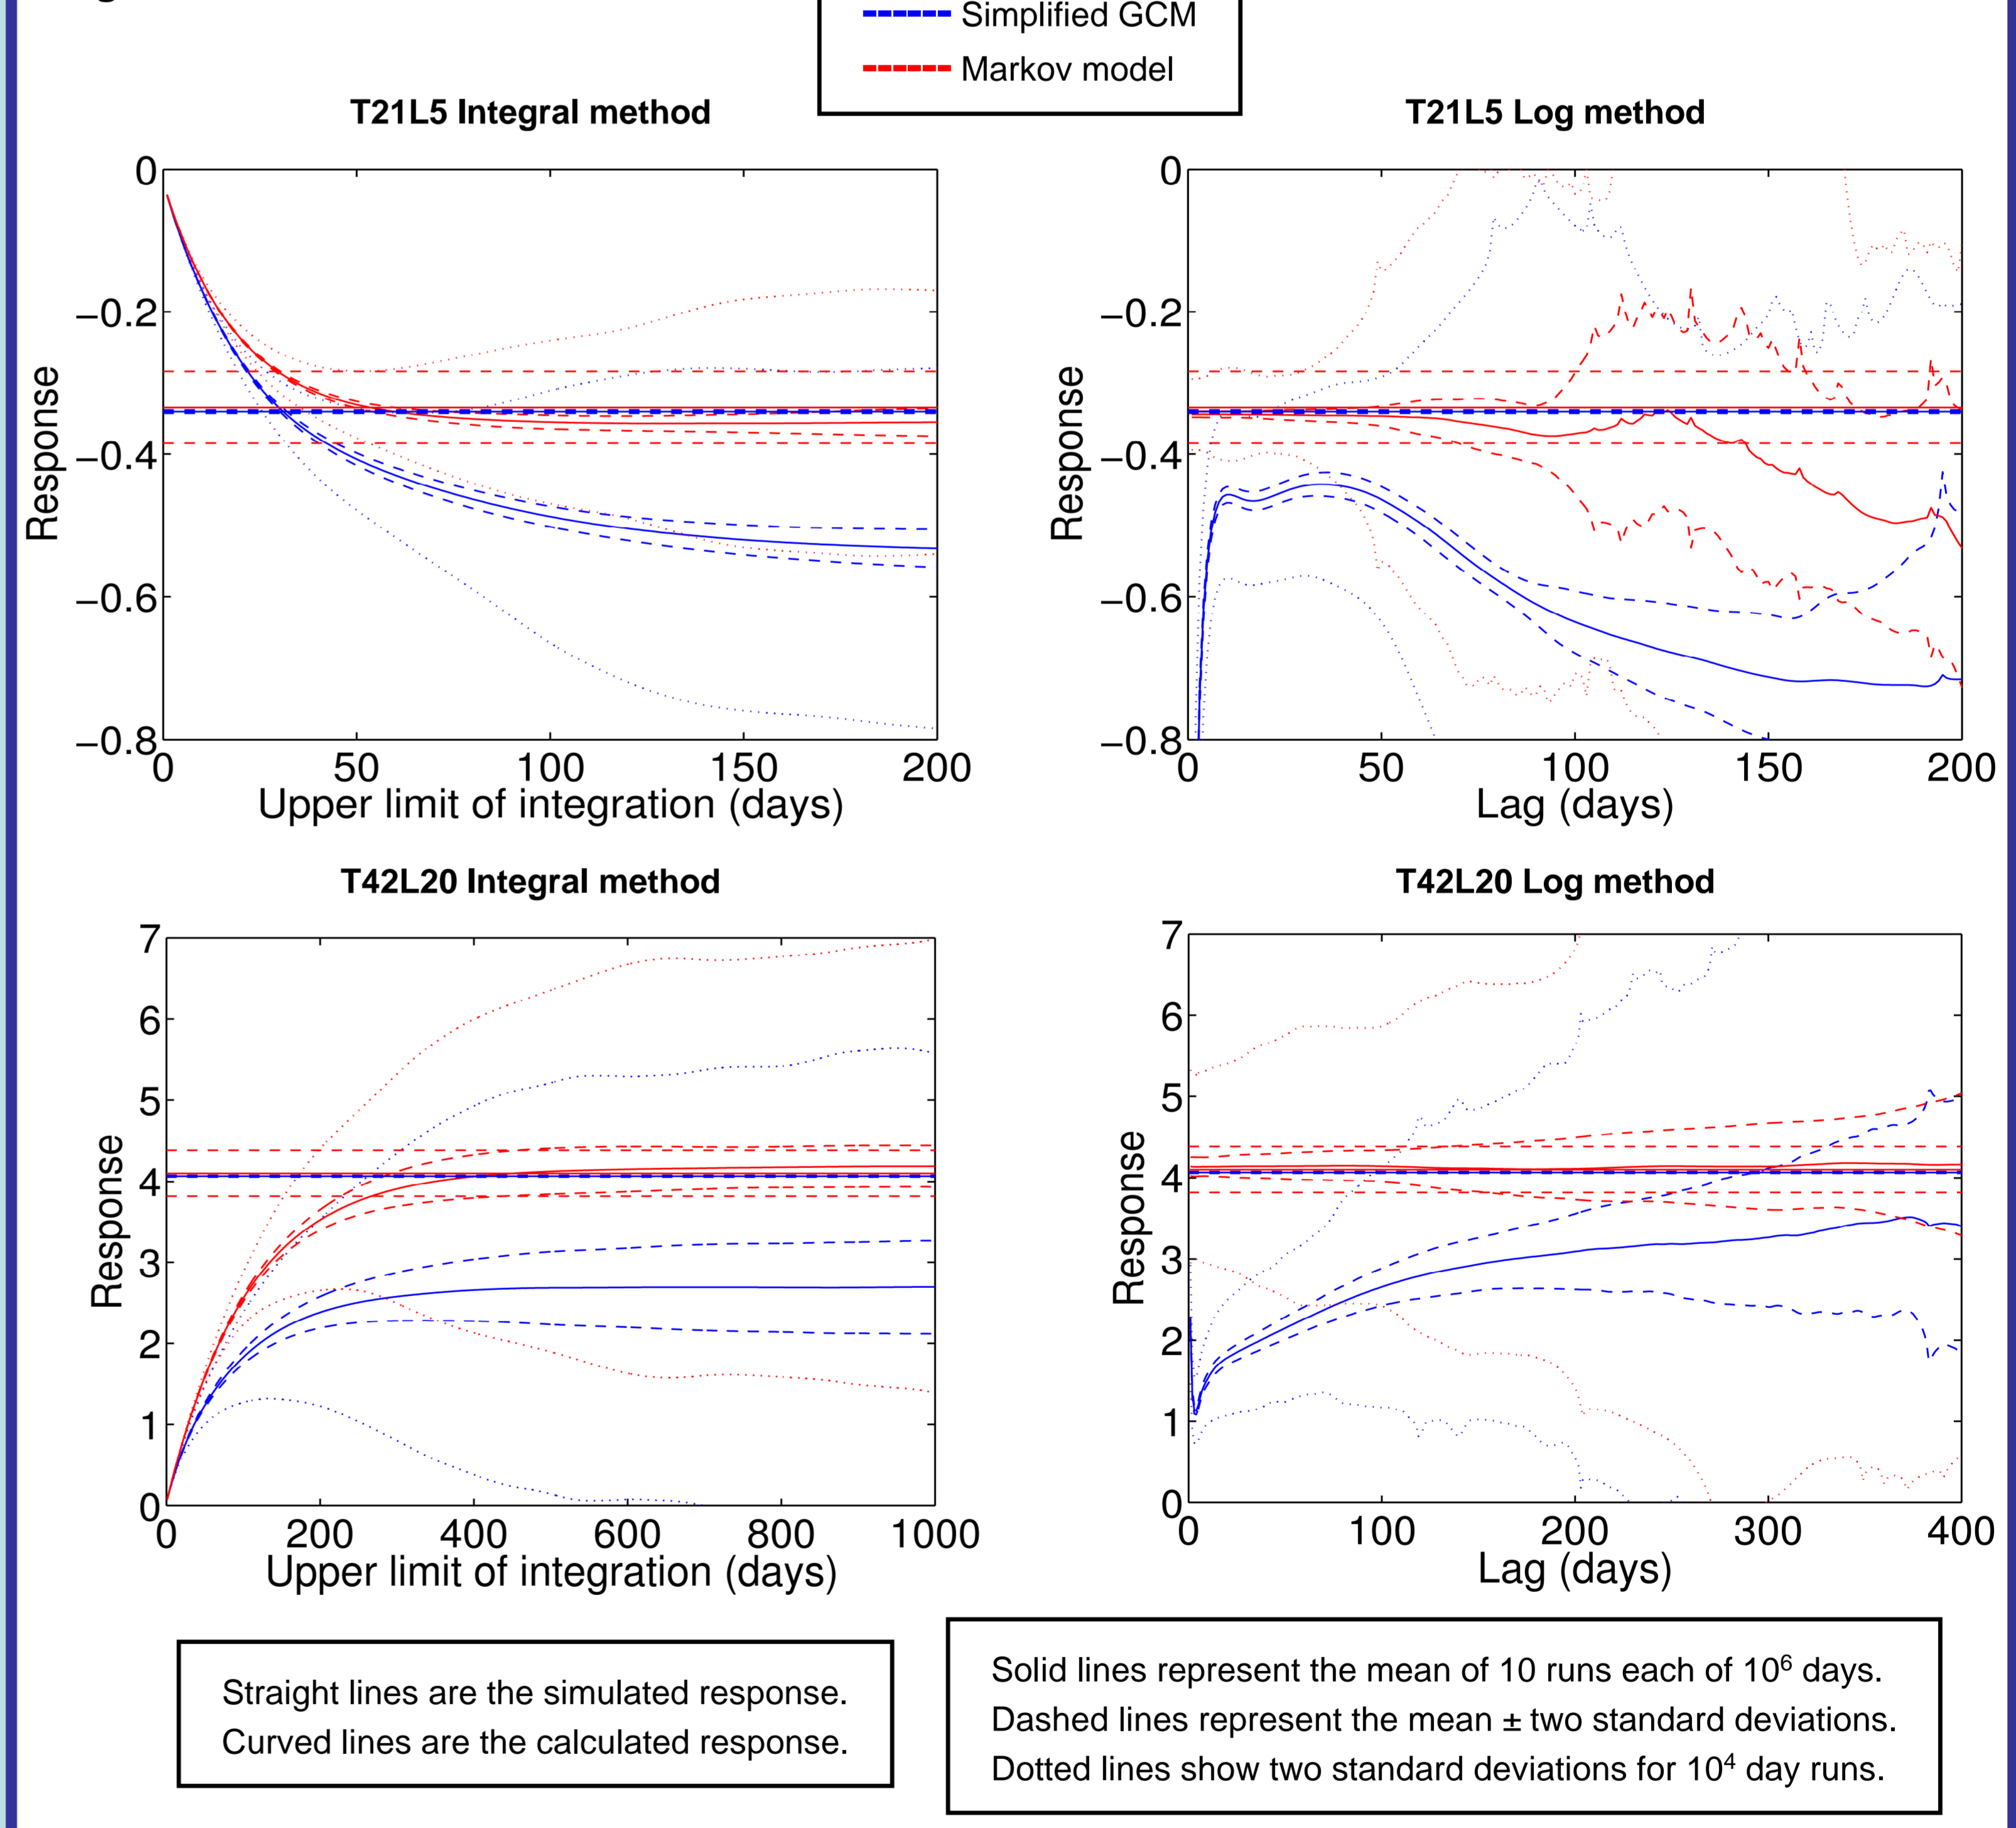 Simplified GCM
Markov model
T21L5 Integral method
0
−0.2
−0.4
−0.6
−0.8
Response
0 50 100 150 200
Upper limit of integration (days)
T21L5 Log method
0
−0.2
−0.4
−0.6
−0.8
Response
0 50 100 150 200
Lag (days)
T42L20 Integral method
7
6
5
4
3
2
1
0
Response
0 200 400 600 800 1000
Upper limit of integration (days)
T42L20 Log method
7
6
5
4
3
2
1
0
Response
0 100 200 300 400
Lag (days)
Straight lines are the simulated response.
Curved lines are the calculated response.
Solid lines represent the mean of 10 runs each of 10⁶ days.
Dashed lines represent the mean ± two standard deviations.
Dotted lines show two standard deviations for 10⁴ day runs.